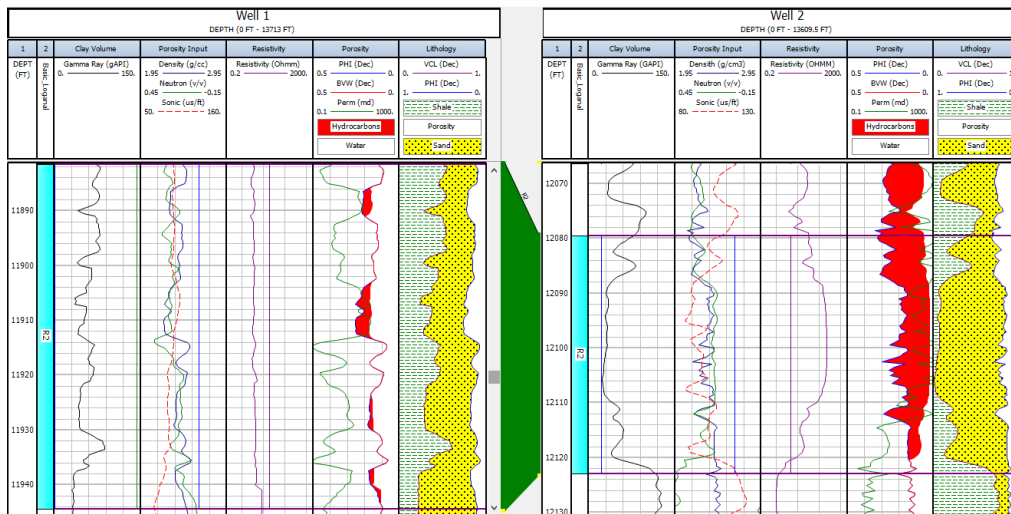 Well 1
DEPTH (0 FT - 13713 FT)
1 2 Clay Volume Porosity Input Resistivity Porosity Lithology
DEPT (FT)
Basic_Loganal
Gamma Ray (gAPI)
0. 150.
Density (g/cc)
1.95 2.95
Neutron (v/v)
0.45 -0.15
Sonic (us/ft)
50. 160.
Resistivity (Ohmm)
0.2 2000.
PHI (Dec)
0.5 0.
BVW (Dec)
0.5 0.
Perm (md)
0.1 1000.
Hydrocarbons
Water
VCL (Dec)
0. 1.
PHI (Dec)
1. 0.
Shale
Porosity
Sand
11890
11900
11910
R2
11920
11930
11940
Well 2
DEPTH (0 FT - 13609.5 FT)
1 2 Clay Volume Porosity Input Resistivity Porosity Lithology
DEPT (FT)
Basic_Loganal
Gamma Ray (GAPI)
0. 150.
Densith (g/cm3)
1.95 2.95
Neutron (v/v)
0.45 -0.15
Sonic (us/ft)
80. 130.
Resistivity (OHMM)
0.2 2000.
PHI (Dec)
0.5 0.
BVW (Dec)
0.5 0.
Perm (md)
0.1 1000.
Hydrocarbons
Water
VCL (Dec)
0. 1.
PHI (Dec)
1. 0.
Shale
Porosity
Sand
12070
12080
12090
12100
R2
12110
12120
12130